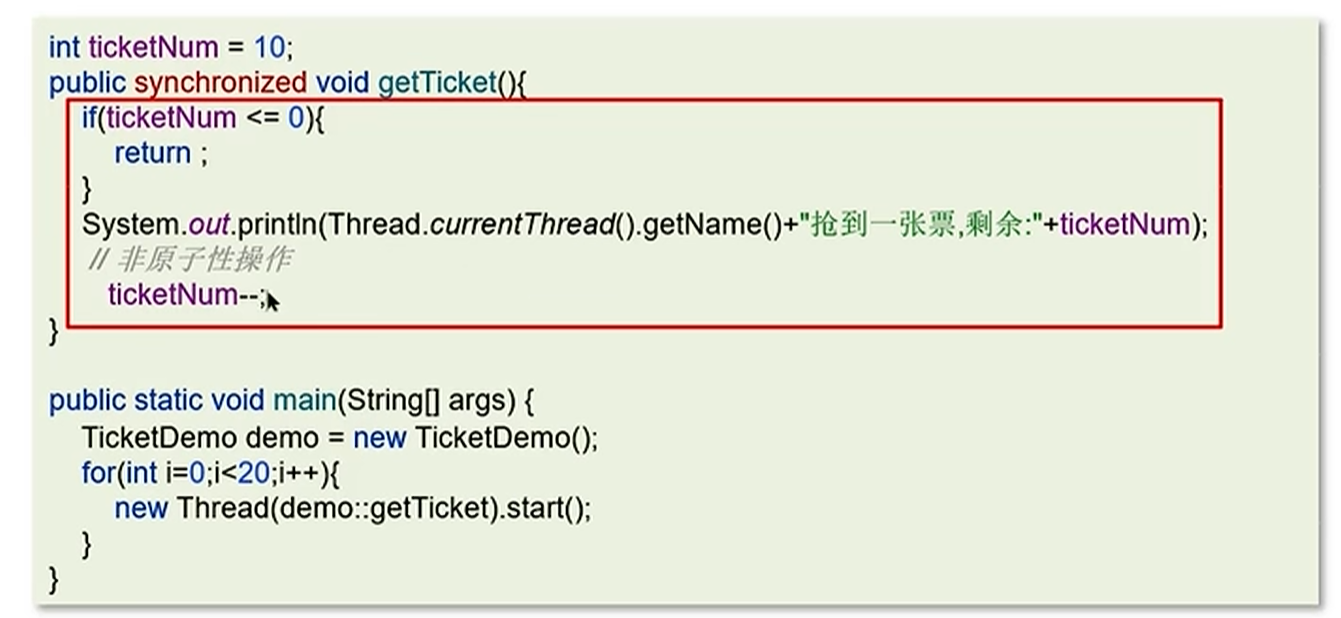 int ticketNum = 10;
public synchronized void getTicket(){
if(ticketNum <= 0){
return ;
}
System.out.println(Thread.currentThread().getName()+"抢到一张票,剩余:"+ticketNum);
// 非原子性操作
ticketNum--;
}
public static void main(String[] args) {
TicketDemo demo = new TicketDemo();
for(int i=0;i<20;i++){
new Thread(demo::getTicket).start();
}
}